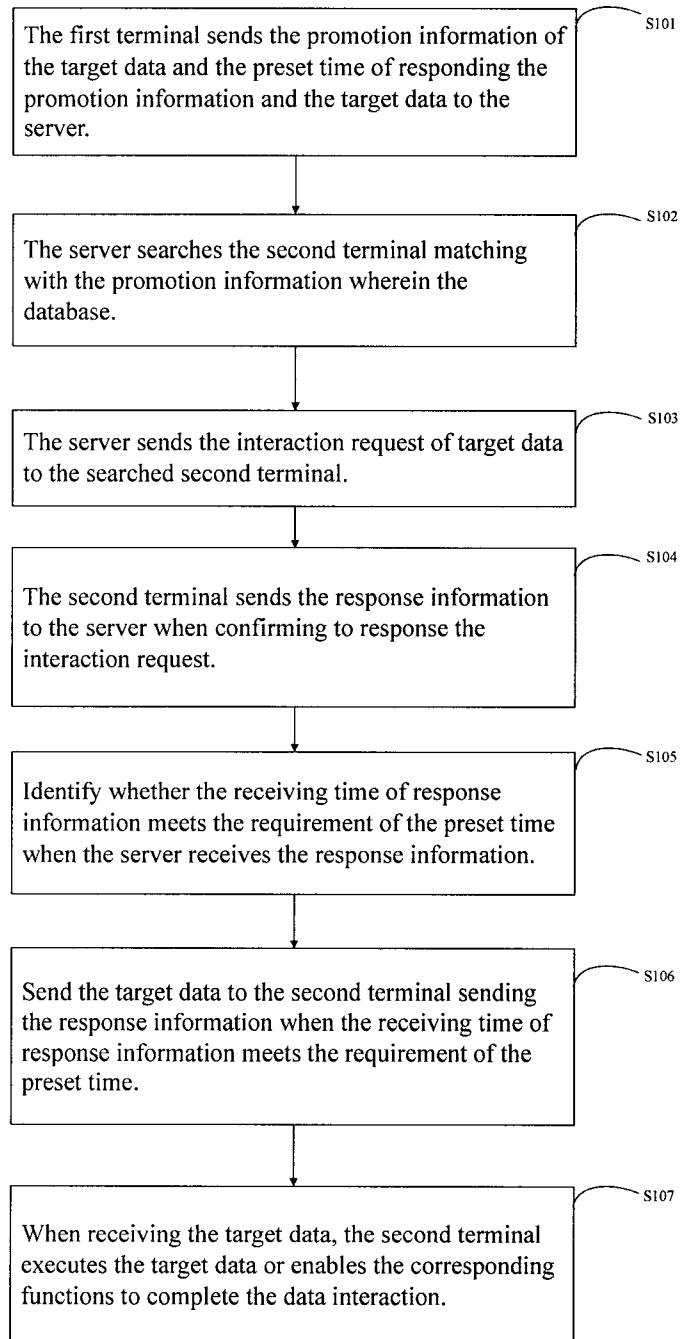 The first terminal sends the promotion information of
the target data and the preset time of responding the
promotion information and the target data to the
server.
S101
The server searches the second terminal matching
with the promotion information wherein the
database.
S102
The server sends the interaction request of target data
to the searched second terminal.
S103
The second terminal sends the response information
to the server when confirming to response the
interaction request.
S104
Identify whether the receiving time of response
information meets the requirement of the preset time
when the server receives the response information.
S105
Send the target data to the second terminal sending
the response information when the receiving time of
response information meets the requirement of the
preset time.
S106
When receiving the target data, the second terminal
executes the target data or enables the corresponding
functions to complete the data interaction.
S107